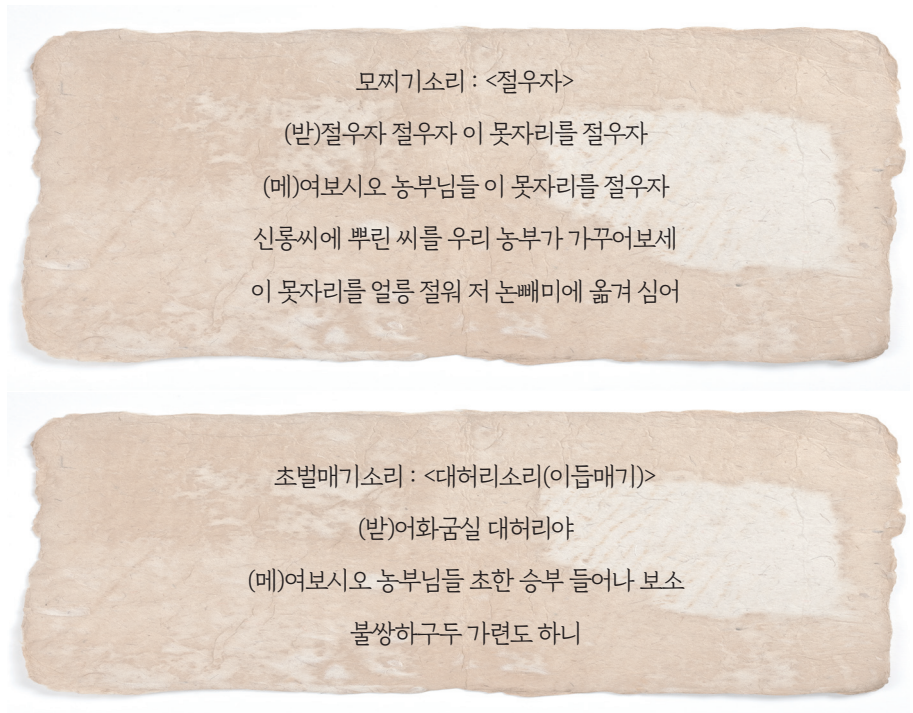 모찌기소리 : <절우자>
(받)절우자 절우자 이 못자리를 절우자
(메)여보시오 농부님들 이 못자리를 절우자
신롱씨에 뿌린 씨를 우리 농부가 가꾸어보세
이 못자리를 얼릉 절워 저 논빼미에 옮겨 심어
초벌매기소리 : <대허리소리(이듭매기)>
(받)어화굼실 대허리야
(메)여보시오 농부님들 초한 승부 들어나 보소
불쌍하구두 가련도 하니